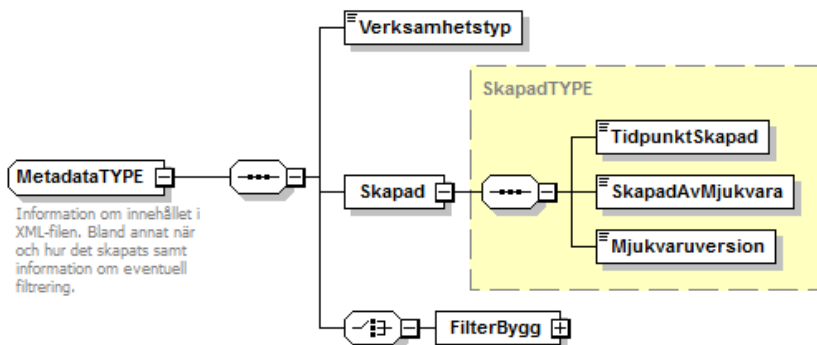 Verksamhetstyp
SkapadTYPE
TidpunktSkapad
MetadataTYPE
Skapad
SkapadAvMjukvara
Information om innehållet i
XML-filen. Bland annat när
och hur det skapats samt
information om eventuell
filtrering.
Mjukvaruversion
FilterBygg